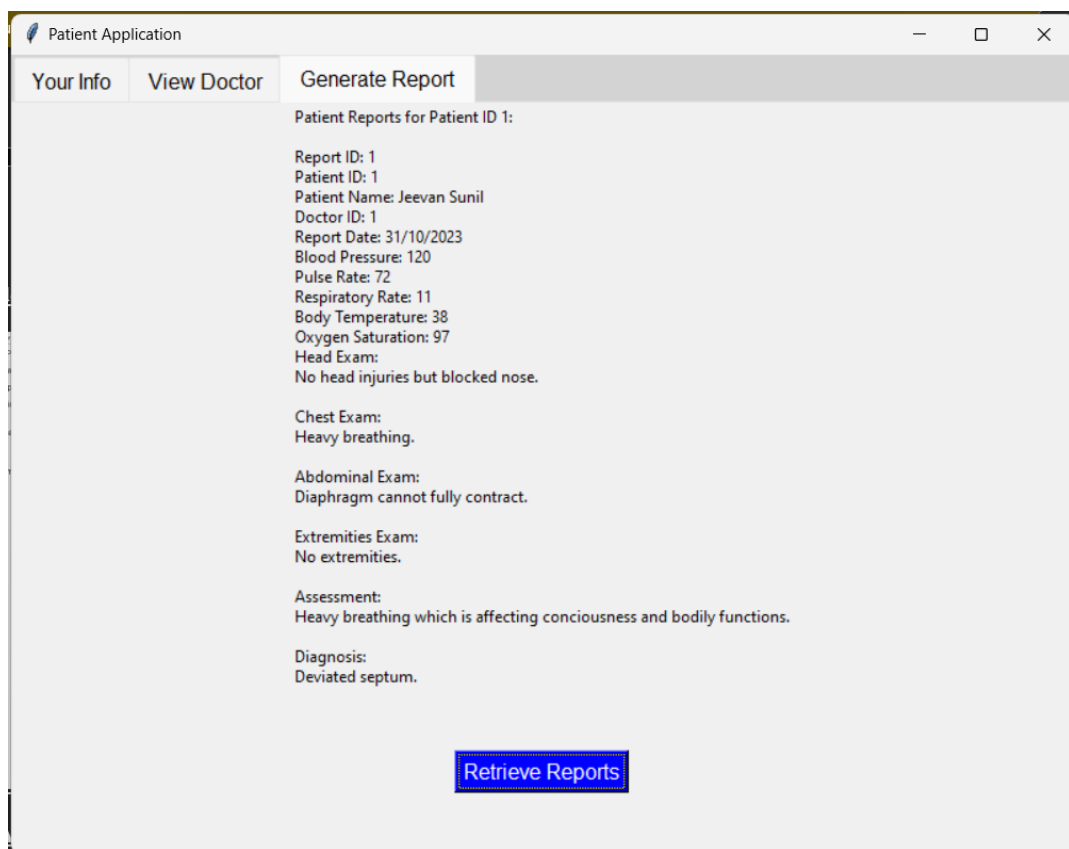 Patient Application
Your Info
View Doctor
Generate Report
Patient Reports for Patient ID 1:
Report ID: 1
Patient ID: 1
Patient Name: Jeevan Sunil
Doctor ID: 1
Report Date: 31/10/2023
Blood Pressure: 120
Pulse Rate: 72
Respiratory Rate: 11
Body Temperature: 38
Oxygen Saturation: 97
Head Exam:
No head injuries but blocked nose.
Chest Exam:
Heavy breathing.
Abdominal Exam:
Diaphragm cannot fully contract.
Extremities Exam:
No extremities.
Assessment:
Heavy breathing which is affecting conciousness and bodily functions.
Diagnosis:
Deviated septum.
Retrieve Reports